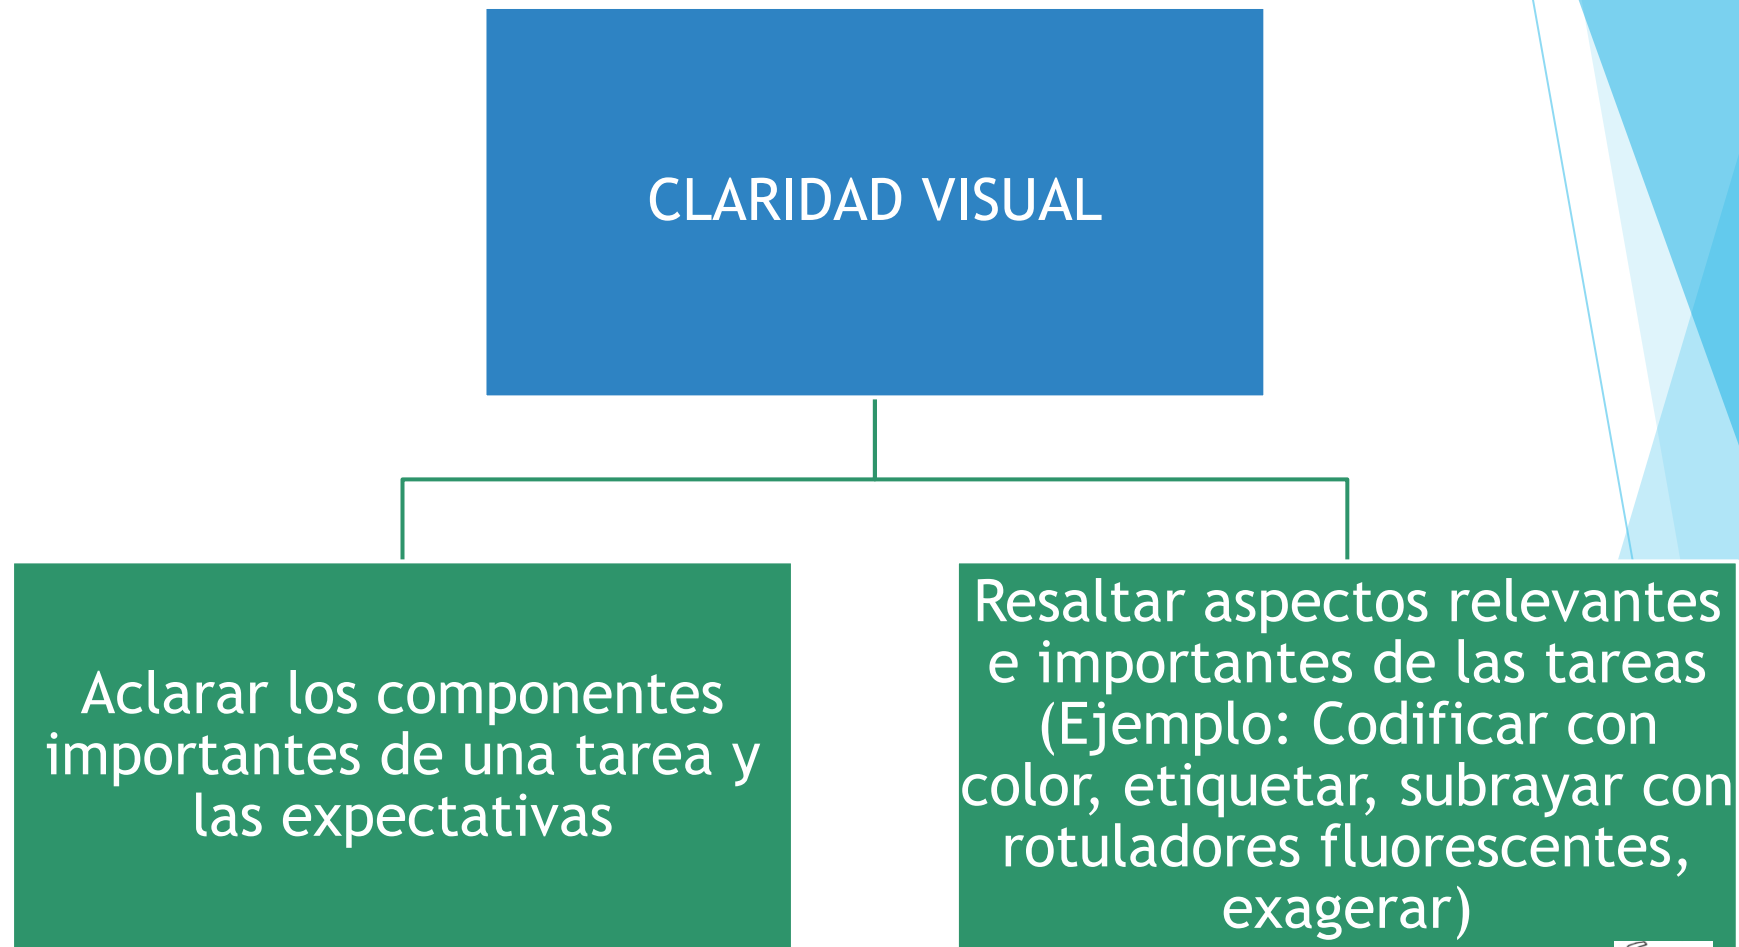 CLARIDAD VISUAL
Aclarar los componentes
importantes de una tarea y
las expectativas
Resaltar aspectos relevantes
e importantes de las tareas
(Ejemplo: Codificar con
color, etiquetar, subrayar con
rotuladores fluorescentes,
exagerar)